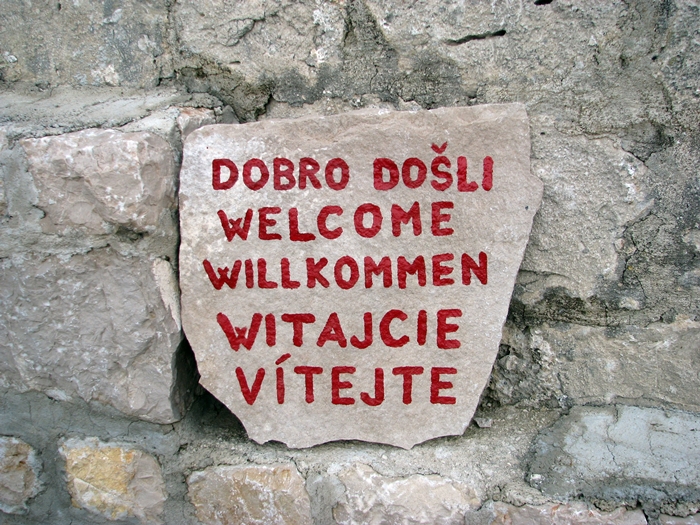 DOBRO DOŠLI
WELCOME
WILLKOMMEN
WITAJCIE
VÍTEJTE